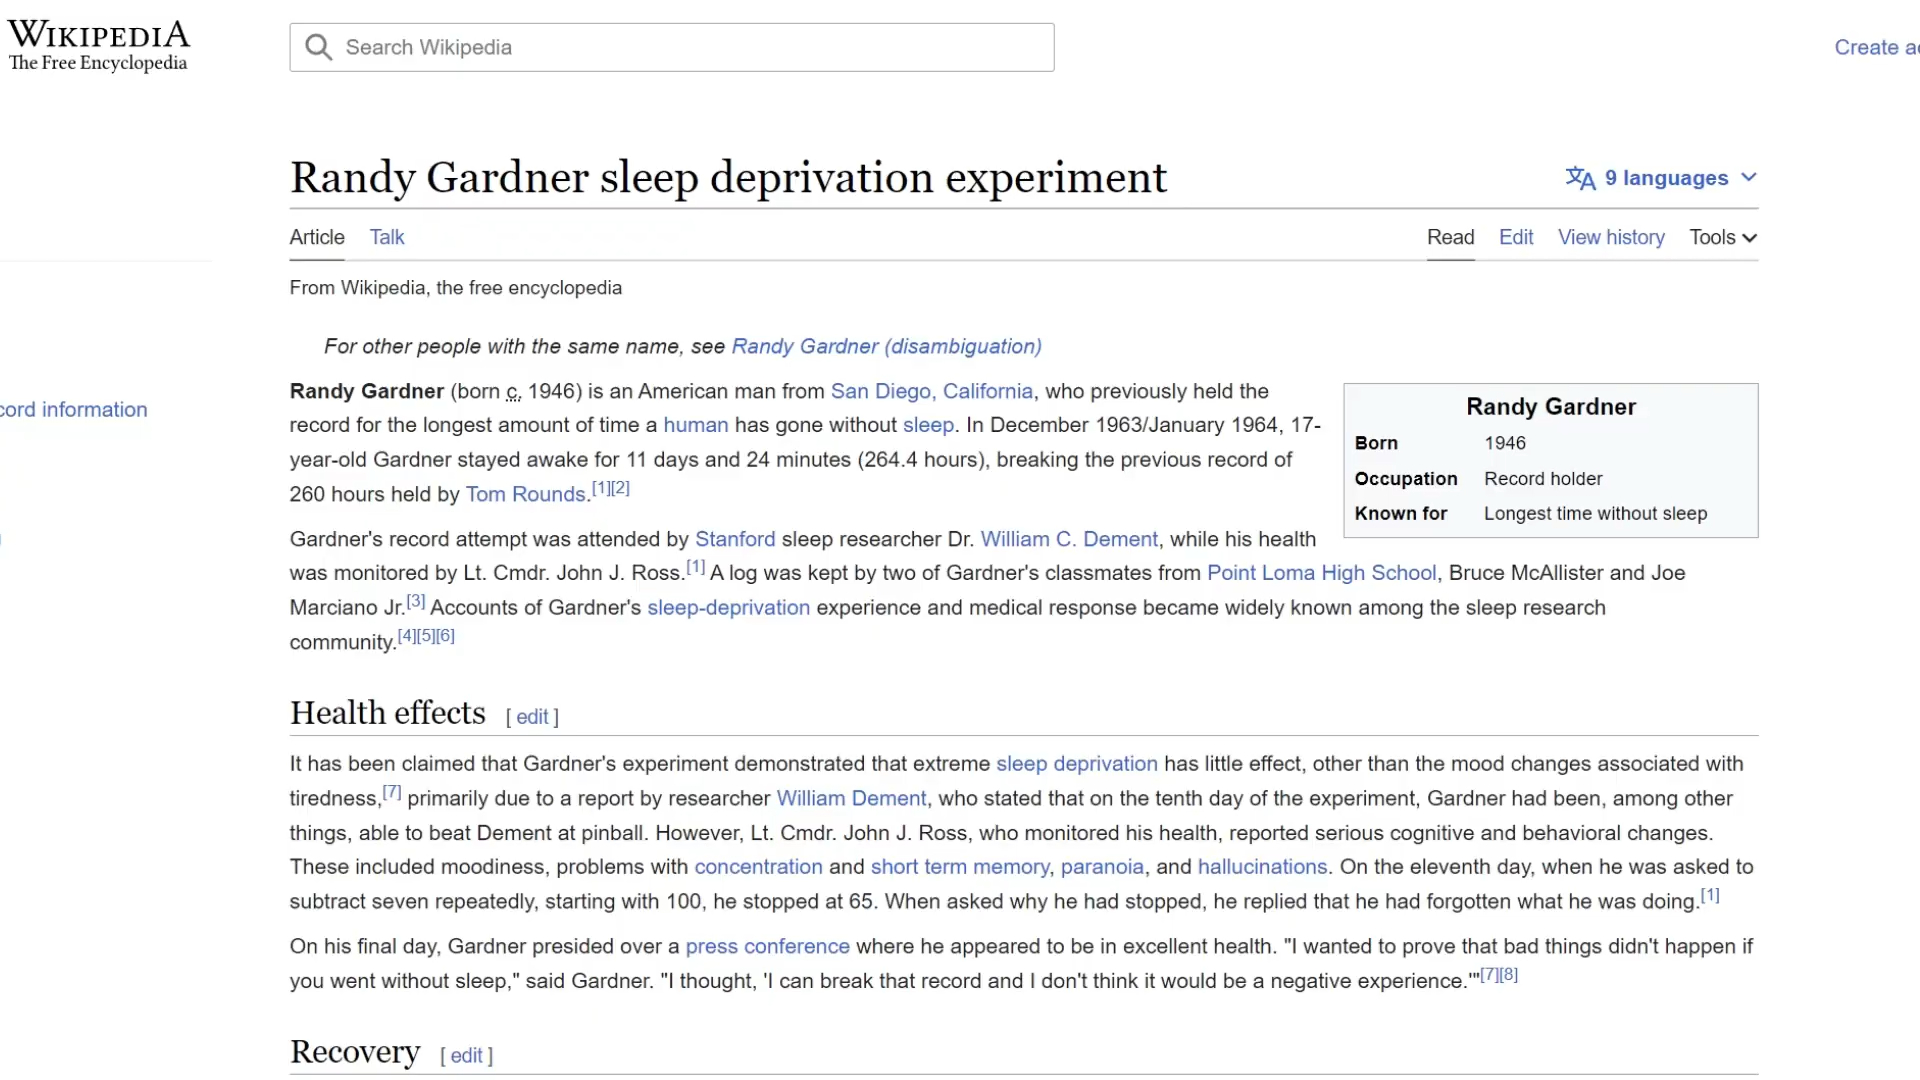 WIKIPEDIA
The Free Encyclopedia
Search Wikipedia
Create
Randy Gardner sleep deprivation experiment
9 languages
Article Talk
Read Edit View history Tools
From Wikipedia, the free encyclopedia
For other people with the same name, see Randy Gardner (disambiguation)
Randy Gardner (born c. 1946) is an American man from San Diego, California, who previously held the
record for the longest amount of time a human has gone without sleep. In December 1963/January 1964, 17-
year-old Gardner stayed awake for 11 days and 24 minutes (264.4 hours), breaking the previous record of
260 hours held by Tom Rounds.[1][2]
Randy Gardner
Born 1946
Occupation Record holder
Known for Longest time without sleep
cord information
Gardner's record attempt was attended by Stanford sleep researcher Dr. William C. Dement, while his health
was monitored by Lt. Cmdr. John J. Ross.[1] A log was kept by two of Gardner's classmates from Point Loma High School, Bruce McAllister and Joe
Marciano Jr.[3] Accounts of Gardner's sleep-deprivation experience and medical response became widely known among the sleep research
community.[4][5][6]
Health effects [ edit ]
It has been claimed that Gardner's experiment demonstrated that extreme sleep deprivation has little effect, other than the mood changes associated with
tiredness,[7] primarily due to a report by researcher William Dement, who stated that on the tenth day of the experiment, Gardner had been, among other
things, able to beat Dement at pinball. However, Lt. Cmdr. John J. Ross, who monitored his health, reported serious cognitive and behavioral changes.
These included moodiness, problems with concentration and short term memory, paranoia, and hallucinations. On the eleventh day, when he was asked to
subtract seven repeatedly, starting with 100, he stopped at 65. When asked why he had stopped, he replied that he had forgotten what he was doing.[1]
On his final day, Gardner presided over a press conference where he appeared to be in excellent health. "I wanted to prove that bad things didn't happen if
you went without sleep," said Gardner. "I thought, 'I can break that record and I don't think it would be a negative experience.'"[7][8]
Recovery [ edit ]